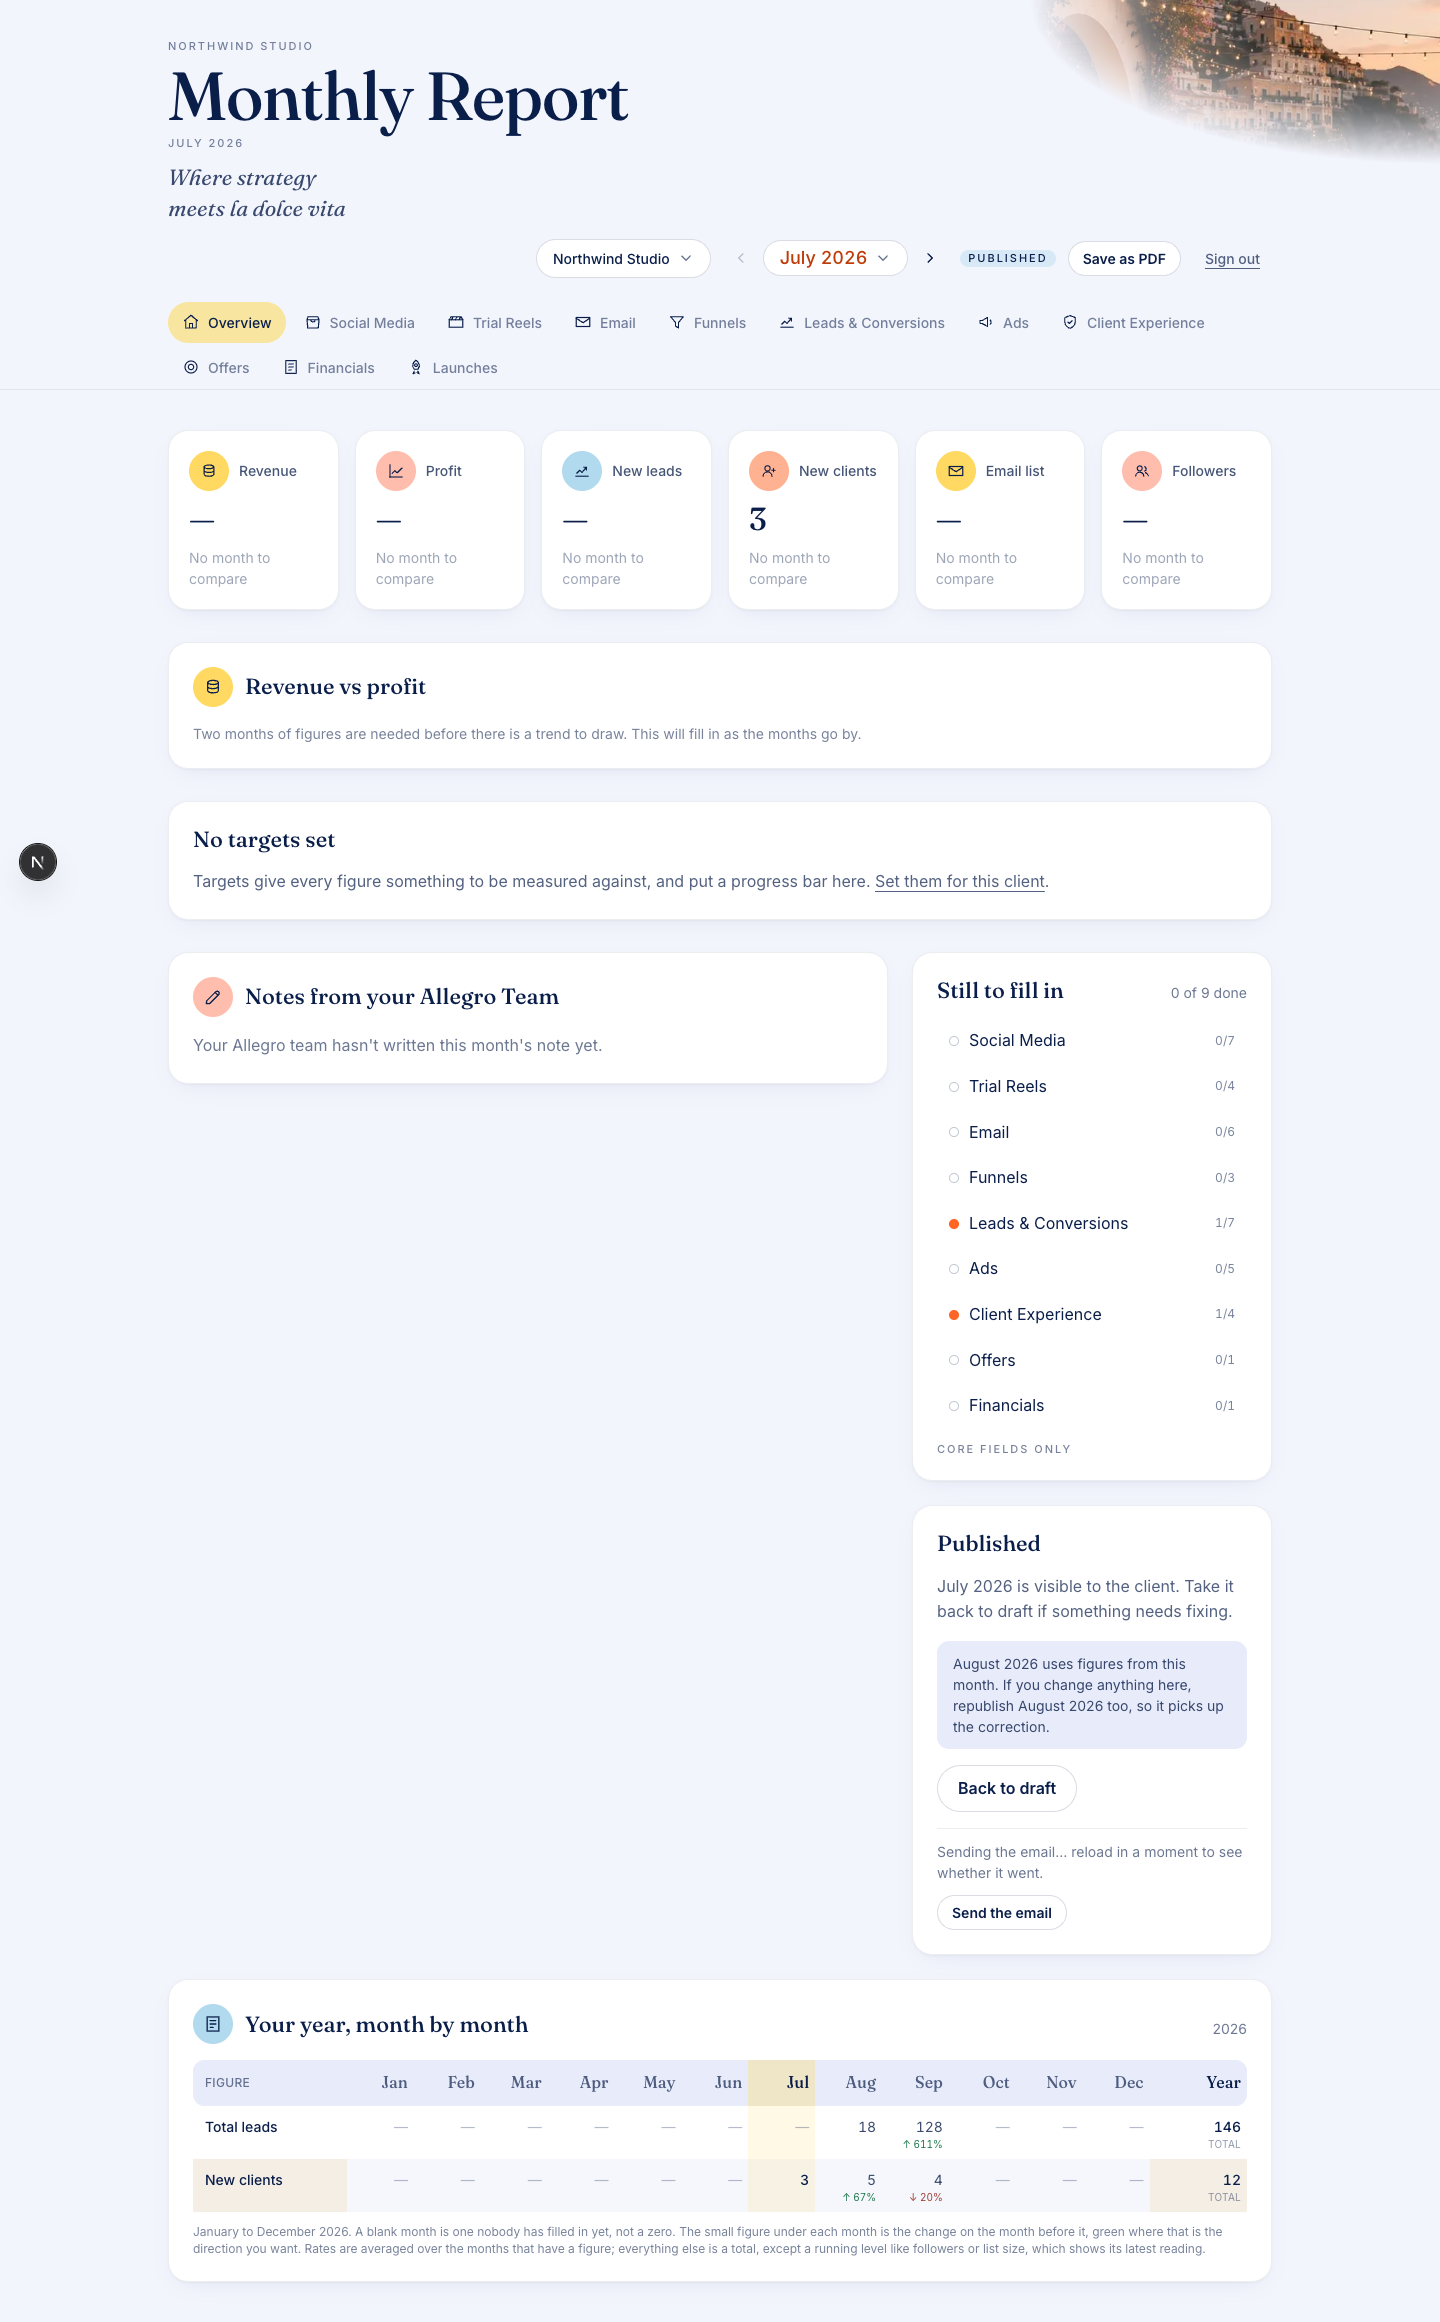 NORTHWIND STUDIO
Monthly Report
JULY 2026
Where strategy
meets la dolce vita
Northwind Studio
July 2026
PUBLISHED
Save as PDF
Sign out
Overview
Social Media
Trial Reels
Email
Funnels
Leads & Conversions
Ads
Client Experience
Offers
Financials
Launches
Revenue
—
No month to
compare
Profit
—
No month to
compare
New leads
—
No month to
compare
New clients
3
No month to
compare
Email list
—
No month to
compare
Followers
—
No month to
compare
Revenue vs profit
Two months of figures are needed before there is a trend to draw. This will fill in as the months go by.
No targets set
Targets give every figure something to be measured against, and put a progress bar here. Set them for this client.
Notes from your Allegro Team
Your Allegro team hasn't written this month's note yet.
Still to fill in 0 of 9 done
Social Media 0/7
Trial Reels 0/4
Email 0/6
Funnels 0/3
Leads & Conversions 1/7
Ads 0/5
Client Experience 1/4
Offers 0/1
Financials 0/1
CORE FIELDS ONLY
Published
July 2026 is visible to the client. Take it
back to draft if something needs fixing.
August 2026 uses figures from this
month. If you change anything here,
republish August 2026 too, so it picks up
the correction.
Back to draft
Sending the email... reload in a moment to see
whether it went.
Send the email
Your year, month by month 2026
FIGURE Jan Feb Mar Apr May Jun Jul Aug Sep Oct Nov Dec Year
Total leads — — — — — — — 18 128 — — — 146
↑ 611% TOTAL
New clients — — — — — — 3 5 4 — — — 12
↑ 67% ↓ 20% TOTAL
January to December 2026. A blank month is one nobody has filled in yet, not a zero. The small figure under each month is the change on the month before it, green where that is the
direction you want. Rates are averaged over the months that have a figure; everything else is a total, except a running level like followers or list size, which shows its latest reading.